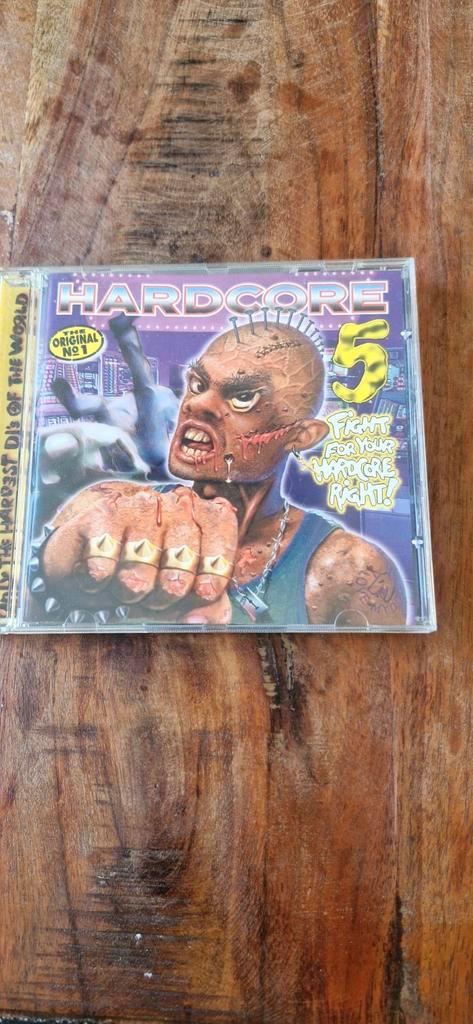 HARDCORE
THE
ORIGINAL
Nº1
5
FIGHT
FOR YOUR
HARDCORE
RIGHT!
THE HARDEST DJ's OF THE WORLD